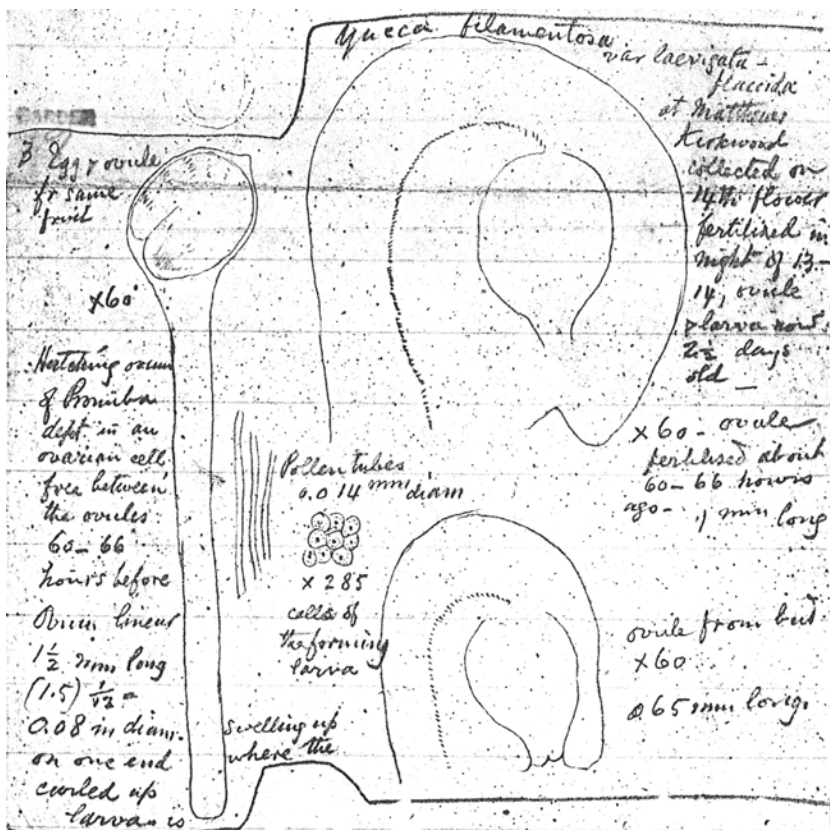 Yucca filamentosa
var laevigata -
flaccida
at Matthews
Kirkwood
collected on
14th flower
fertilized in
night of 13-
14, ovule
& larva now
2½ days
old -
GARDEN
3 Egg & ovule
fr same
fruit
x60
Hatching ovum
of Pronuba
dept in an
ovarian cell
free between
the ovules
60-66
hours before
Ovum linear
1½ mm long
(1.5) 1/12 =
0.08 in diam.
on one end
curled up
larva is
swelling up
where the
Pollen tubes
0.014 mm diam
x 285
cells of
the forming
larva
x 60 - ovule
fertilised about
60-66 hours
ago - 1 mm long
ovule from bud
x60
0.65 mm long.